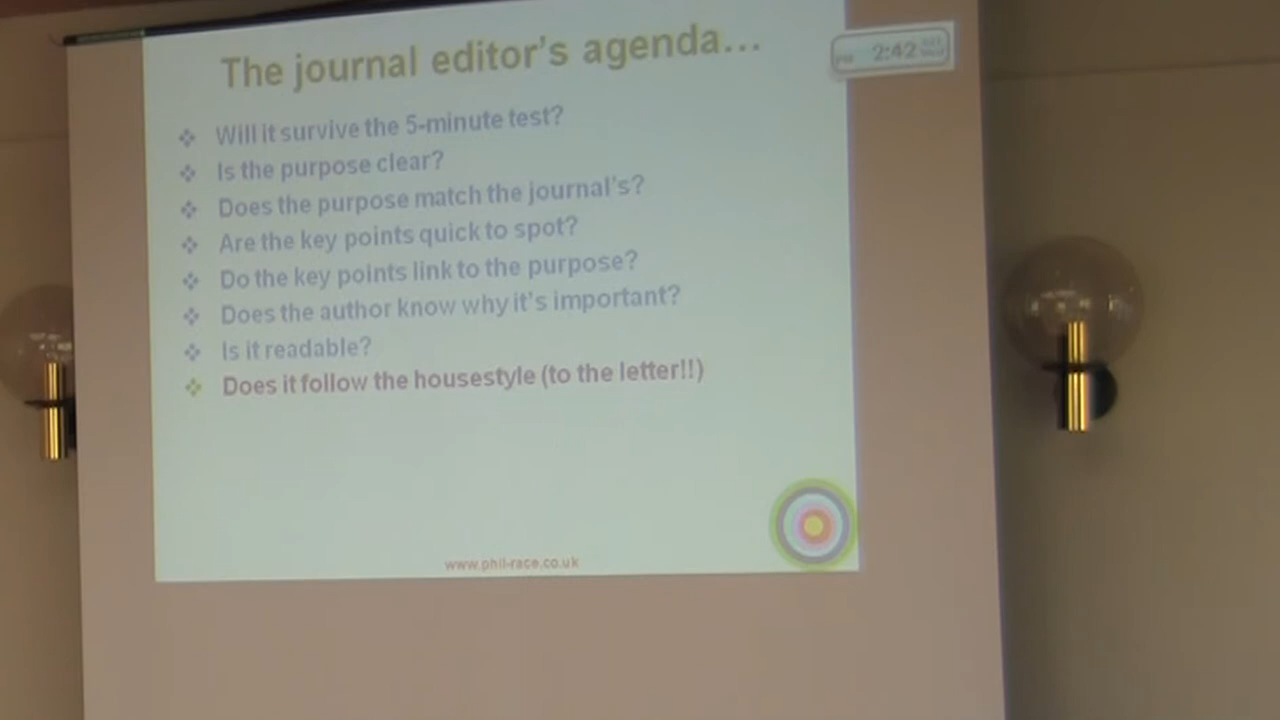 The journal editor's agenda...
PM 2:42
Will it survive the 5-minute test?
Is the purpose clear?
Does the purpose match the journal's?
Are the key points quick to spot?
Do the key points link to the purpose?
Does the author know why it's important?
Is it readable?
Does it follow the housestyle (to the letter!!)
www.phil-race.co.uk